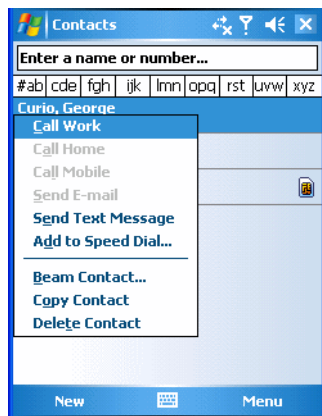 Contacts
Enter a name or number...
#ab cde fgh ijk lmn opq rst uvw xyz
Curio, George
Call Work
Call Home
Call Mobile
Send E-mail
Send Text Message
Add to Speed Dial...
Beam Contact...
Copy Contact
Delete Contact
New Menu